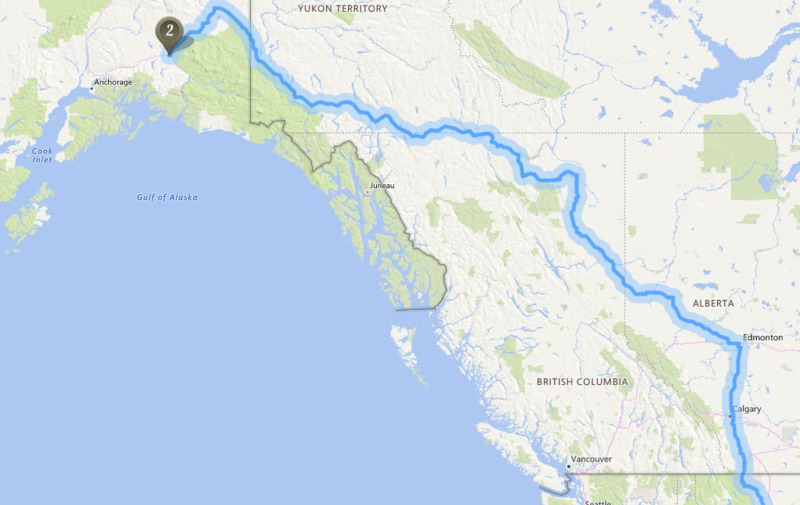 YUKON TERRITORY
2
Anchorage
Cook
Inlet
Gulf of Alaska
Juneau
ALBERTA
Edmonton
BRITISH COLUMBIA
Calgary
Vancouver
Seattle